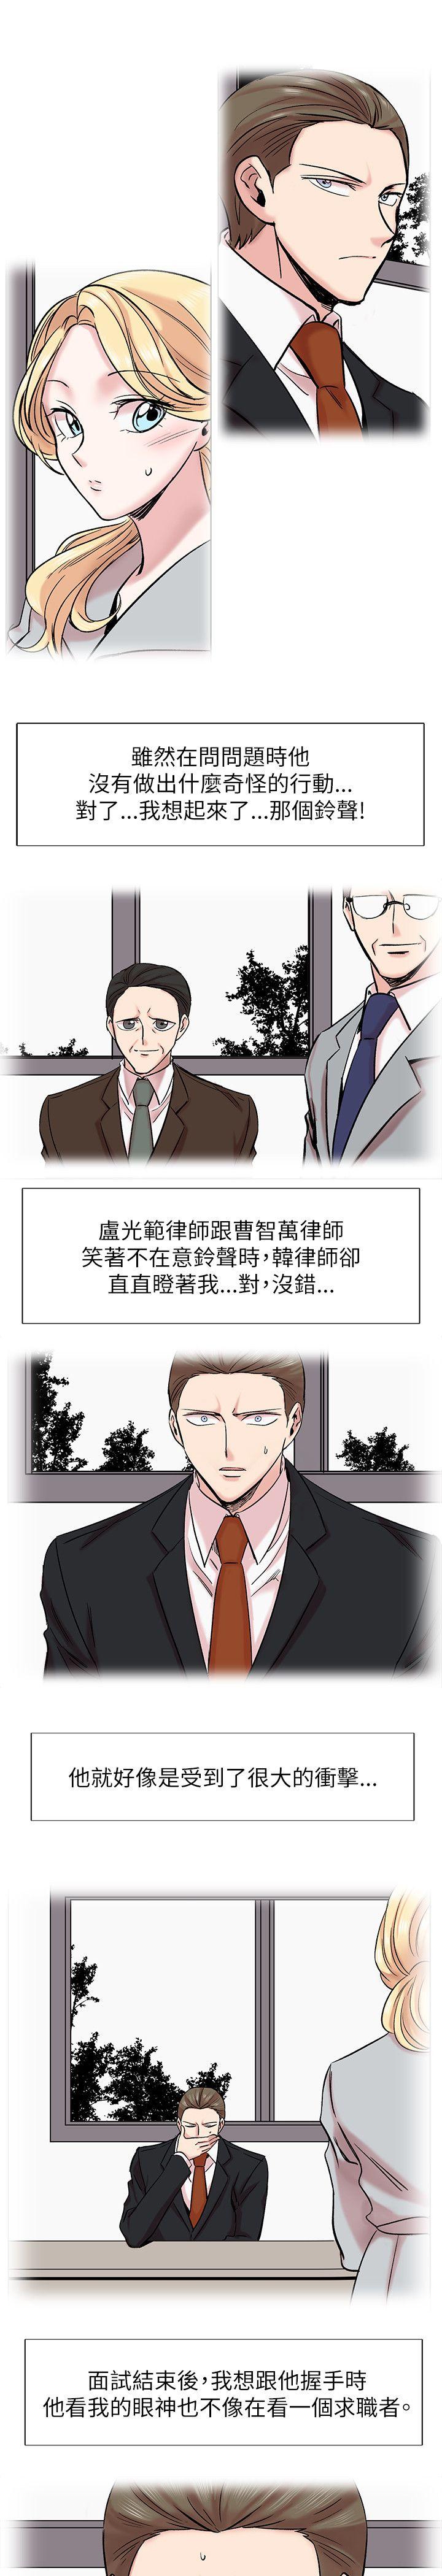 雖然在問問題時他
沒有做出什麼奇怪的行動...
對了...我想起來了...那個鈴聲!
盧光範律師跟曹智萬律師
笑著不在意鈴聲時,韓律師卻
直直瞪著我...對,沒錯...
他就好像是受到了很大的衝擊...
面試結束後,我想跟他握手時
他看我的眼神也不像在看一個求職者。